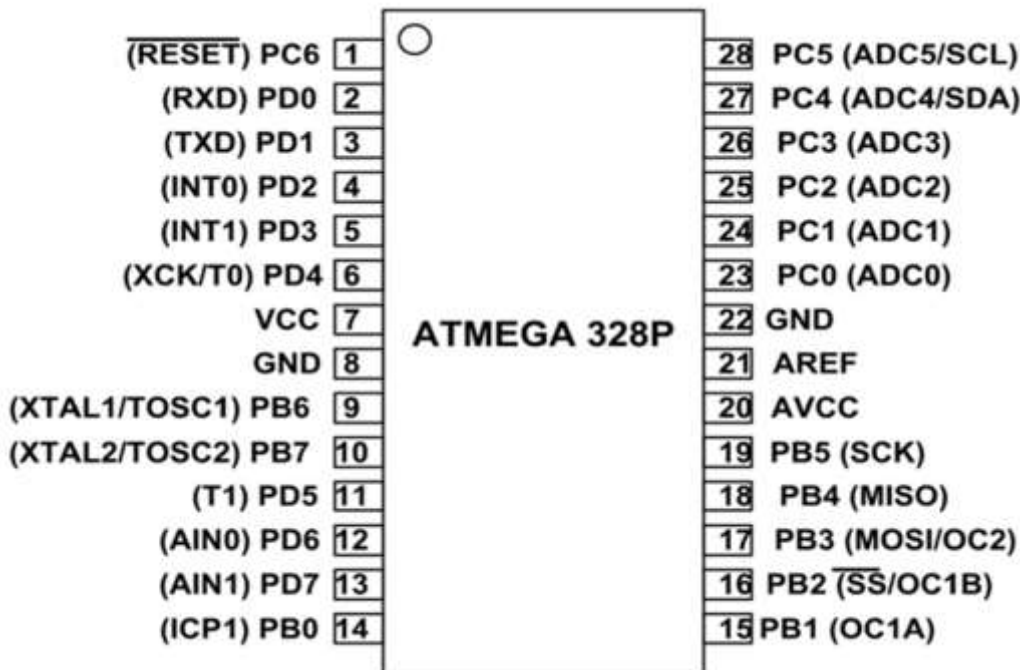 (RESET) PC6 1
(RXD) PD0 2
(TXD) PD1 3
(INT0) PD2 4
(INT1) PD3 5
(XCK/T0) PD4 6
VCC 7
GND 8
(XTAL1/TOSC1) PB6 9
(XTAL2/TOSC2) PB7 10
(T1) PD5 11
(AIN0) PD6 12
(AIN1) PD7 13
(ICP1) PB0 14
ATMEGA 328P
28 PC5 (ADC5/SCL)
27 PC4 (ADC4/SDA)
26 PC3 (ADC3)
25 PC2 (ADC2)
24 PC1 (ADC1)
23 PC0 (ADC0)
22 GND
21 AREF
20 AVCC
19 PB5 (SCK)
18 PB4 (MISO)
17 PB3 (MOSI/OC2)
16 PB2 (SS/OC1B)
15 PB1 (OC1A)